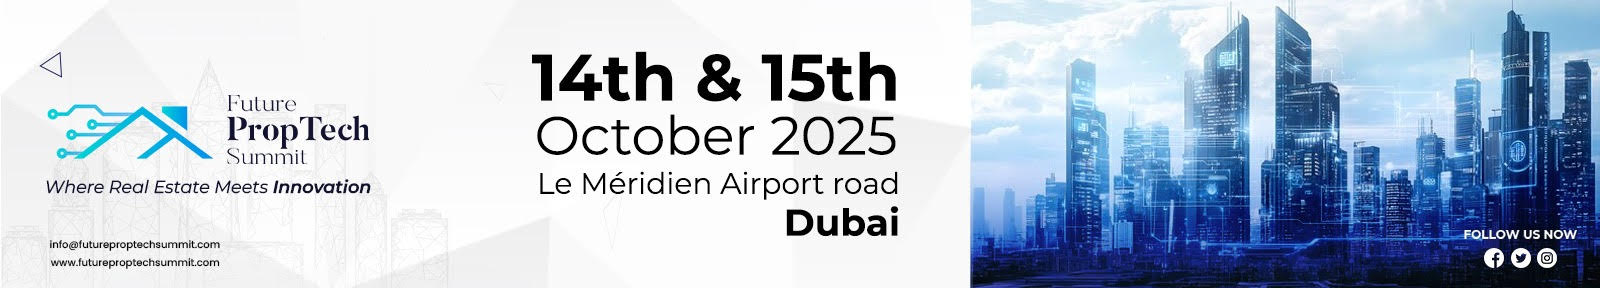 Future
PropTech
Summit
Where Real Estate Meets Innovation
info@futureproptechsummit.com
www.futureproptechsummit.com
14th & 15th
October 2025
Le Méridien Airport road
Dubai
FOLLOW US NOW